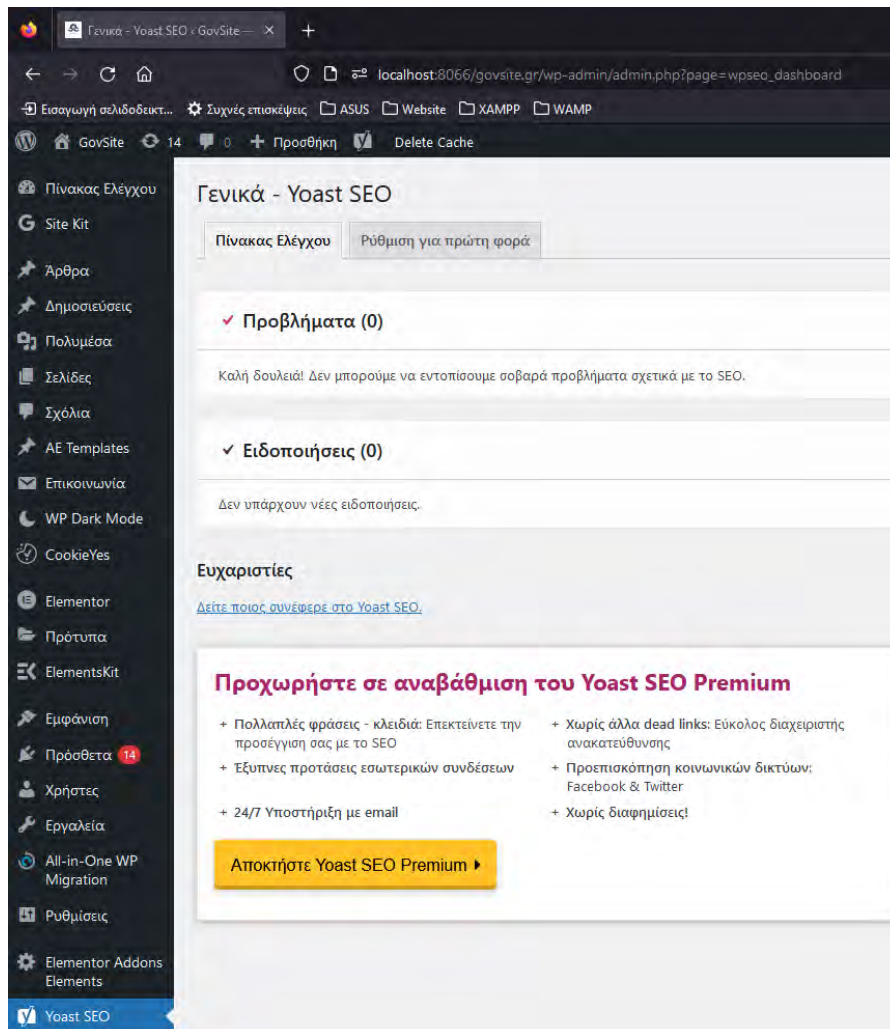 Γενικά - Yoast SEO ‹ GovSite —
localhost:8066/govsite.gr/wp-admin/admin.php?page=wpseo_dashboard
Εισαγωγή σελιδοδεικτ... Συχνές επισκέψεις ASUS Website XAMPP WAMP
GovSite 14 0 Προσθήκη Delete Cache
Πίνακας Ελέγχου
Site Kit
Άρθρα
Δημοσιεύσεις
Πολυμέσα
Σελίδες
Σχόλια
AE Templates
Επικοινωνία
WP Dark Mode
CookieYes
Elementor
Πρότυπα
ElementsKit
Εμφάνιση
Πρόσθετα 14
Χρήστες
Εργαλεία
All-in-One WP
Migration
Ρυθμίσεις
Elementor Addons
Elements
Yoast SEO
Γενικά - Yoast SEO
Πίνακας Ελέγχου Ρύθμιση για πρώτη φορά
Προβλήματα (0)
Καλή δουλειά! Δεν μπορούμε να εντοπίσουμε σοβαρά προβλήματα σχετικά με το SEO.
Ειδοποιήσεις (0)
Δεν υπάρχουν νέες ειδοποιήσεις.
Ευχαριστίες
Δείτε ποιος συνέφερε στο Yoast SEO.
Προχωρήστε σε αναβάθμιση του Yoast SEO Premium
+ Πολλαπλές φράσεις - κλειδιά: Επεκτείνετε την
προσέγγιση σας με το SEO
+ Χωρίς άλλα dead links: Εύκολος διαχειριστής
ανακατεύθυνσης
+ Έξυπνες προτάσεις εσωτερικών συνδέσεων
+ Προεπισκόπηση κοινωνικών δικτύων:
Facebook & Twitter
+ 24/7 Υποστήριξη με email
+ Χωρίς διαφημίσεις!
Αποκτήστε Yoast SEO Premium